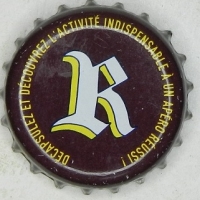 DÉCAPSULEZ ET DÉCOUVREZ L'ACTIVITÉ INDISPENSABLE À UN APÉRO RÉUSSI !
R